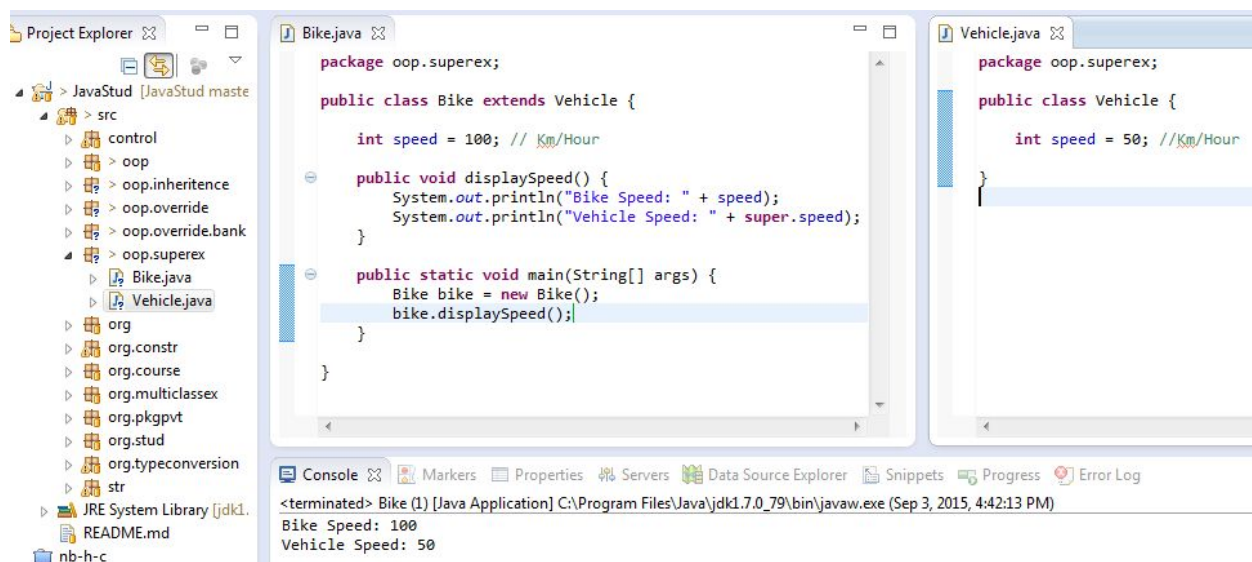 Project Explorer
> JavaStud [JavaStud maste
> src
control
> oop
> oop.inheritence
> oop.override
> oop.override.bank
> oop.superex
Bike.java
Vehicle.java
org
org.constr
org.course
org.multiclassex
org.pkgpvt
org.stud
org.typeconversion
str
JRE System Library [jdk1.
README.md
nb-h-c
Bike.java
package oop.superex;
public class Bike extends Vehicle {
int speed = 100; // Km/Hour
public void displaySpeed() {
System.out.println("Bike Speed: " + speed);
System.out.println("Vehicle Speed: " + super.speed);
}
public static void main(String[] args) {
Bike bike = new Bike();
bike.displaySpeed();
}
}
Vehicle.java
package oop.superex;
public class Vehicle {
int speed = 50; //Km/Hour
}
Console Markers Properties Servers Data Source Explorer Snippets Progress Error Log
<terminated> Bike (1) [Java Application] C:\Program Files\Java\jdk1.7.0_79\bin\javaw.exe (Sep 3, 2015, 4:42:13 PM)
Bike Speed: 100
Vehicle Speed: 50